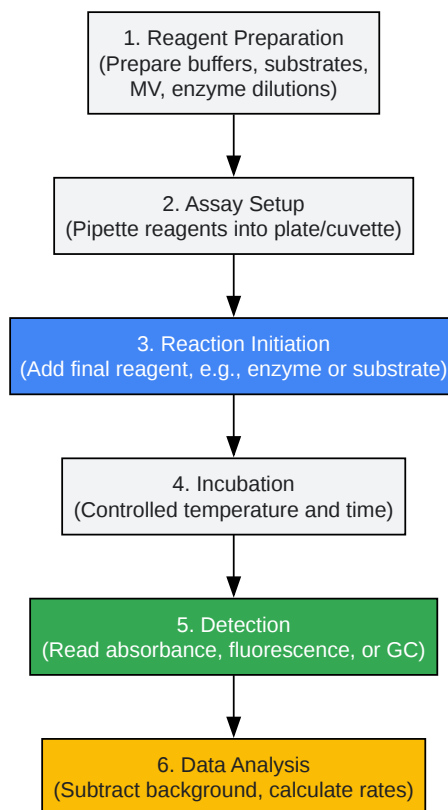 1. Reagent Preparation
(Prepare buffers, substrates,
MV, enzyme dilutions)
2. Assay Setup
(Pipette reagents into plate/cuvette)
3. Reaction Initiation
(Add final reagent, e.g., enzyme or substrate)
4. Incubation
(Controlled temperature and time)
5. Detection
(Read absorbance, fluorescence, or GC)
6. Data Analysis
(Subtract background, calculate rates)